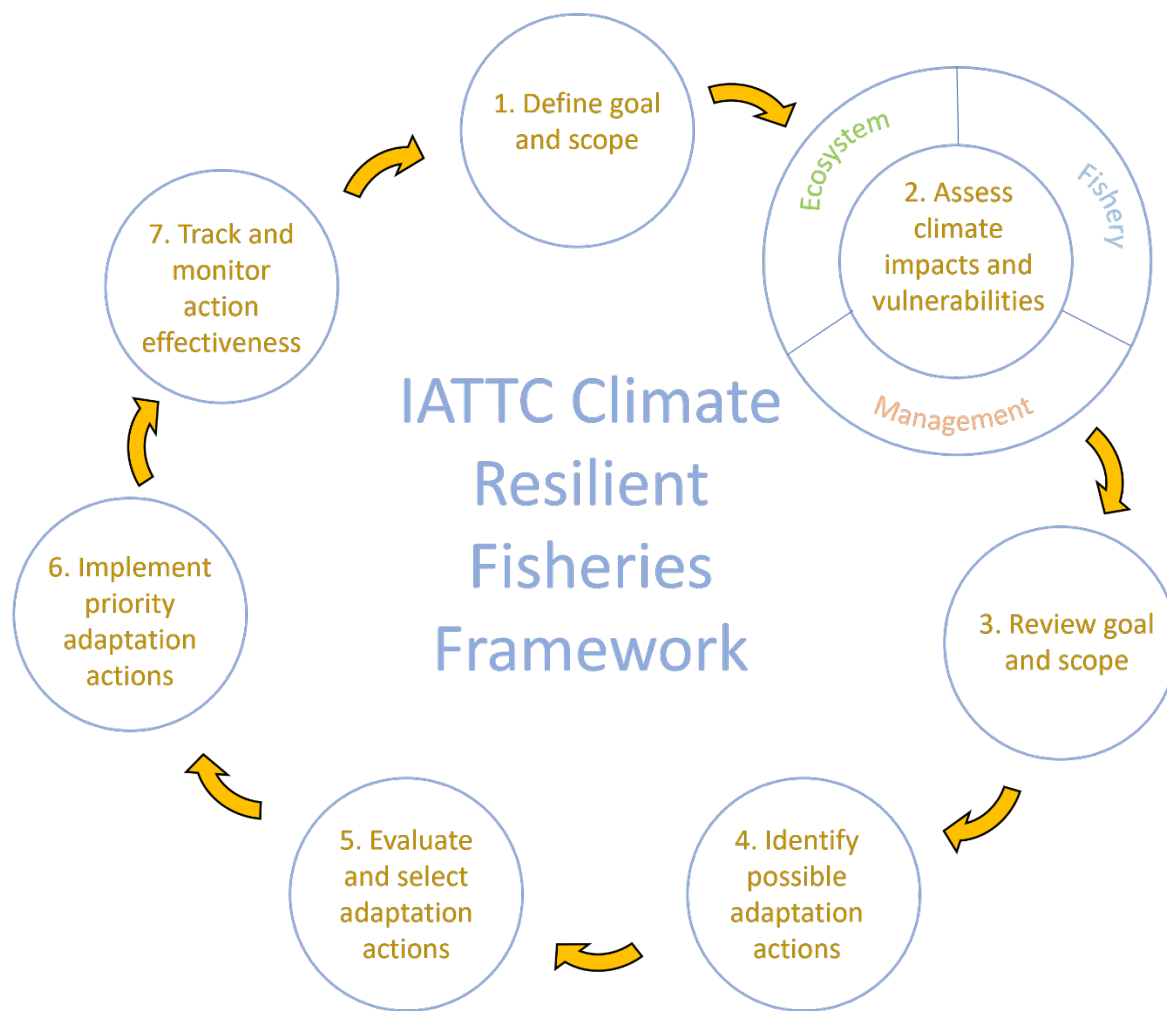 1. Define goal
and scope
Ecosystem
Fishery
2. Assess
climate
impacts and
vulnerabilities
Management
7. Track and
monitor
action
effectiveness
IATTC Climate
Resilient
Fisheries
Framework
3. Review goal
and scope
6. Implement
priority
adaptation
actions
5. Evaluate
and select
adaptation
actions
4. Identify
possible
adaptation
actions